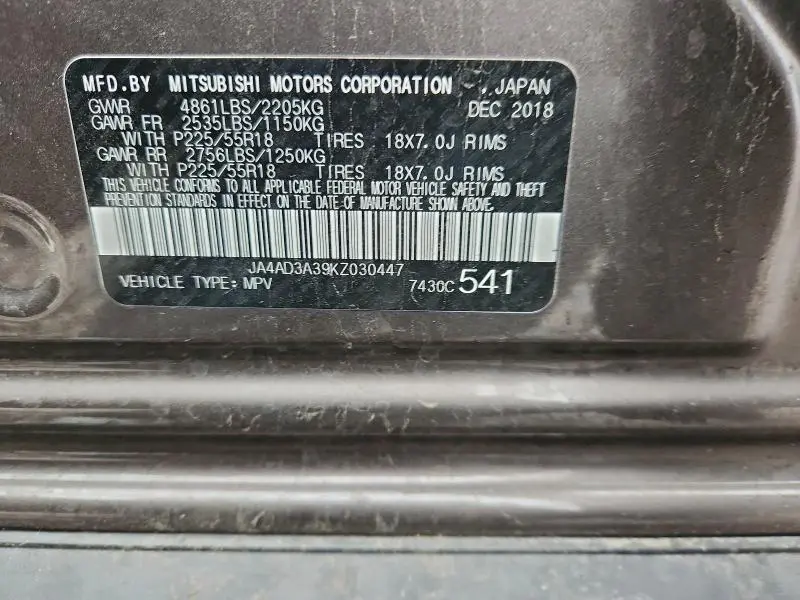 MFD.BY MITSUBISHI MOTORS CORPORATION , JAPAN
GVWR 4861LBS/2205KG DEC 2018
GAWR FR 2535LBS/1150KG
WITH P225/55R18 TIRES 18X7.0J RIMS
GAWR RR 2756LBS/1250KG
WITH P225/55R18 TIRES 18X7.0J RIMS
THIS VEHICLE CONFORMS TO ALL APPLICABLE FEDERAL MOTOR VEHICLE SAFETY AND THEFT
PREVENTION STANDARDS IN EFFECT ON THE DATE OF MANUFACTURE SHOWN ABOVE.
JA4AD3A39KZ030447
VEHICLE TYPE: MPV 7430C 541